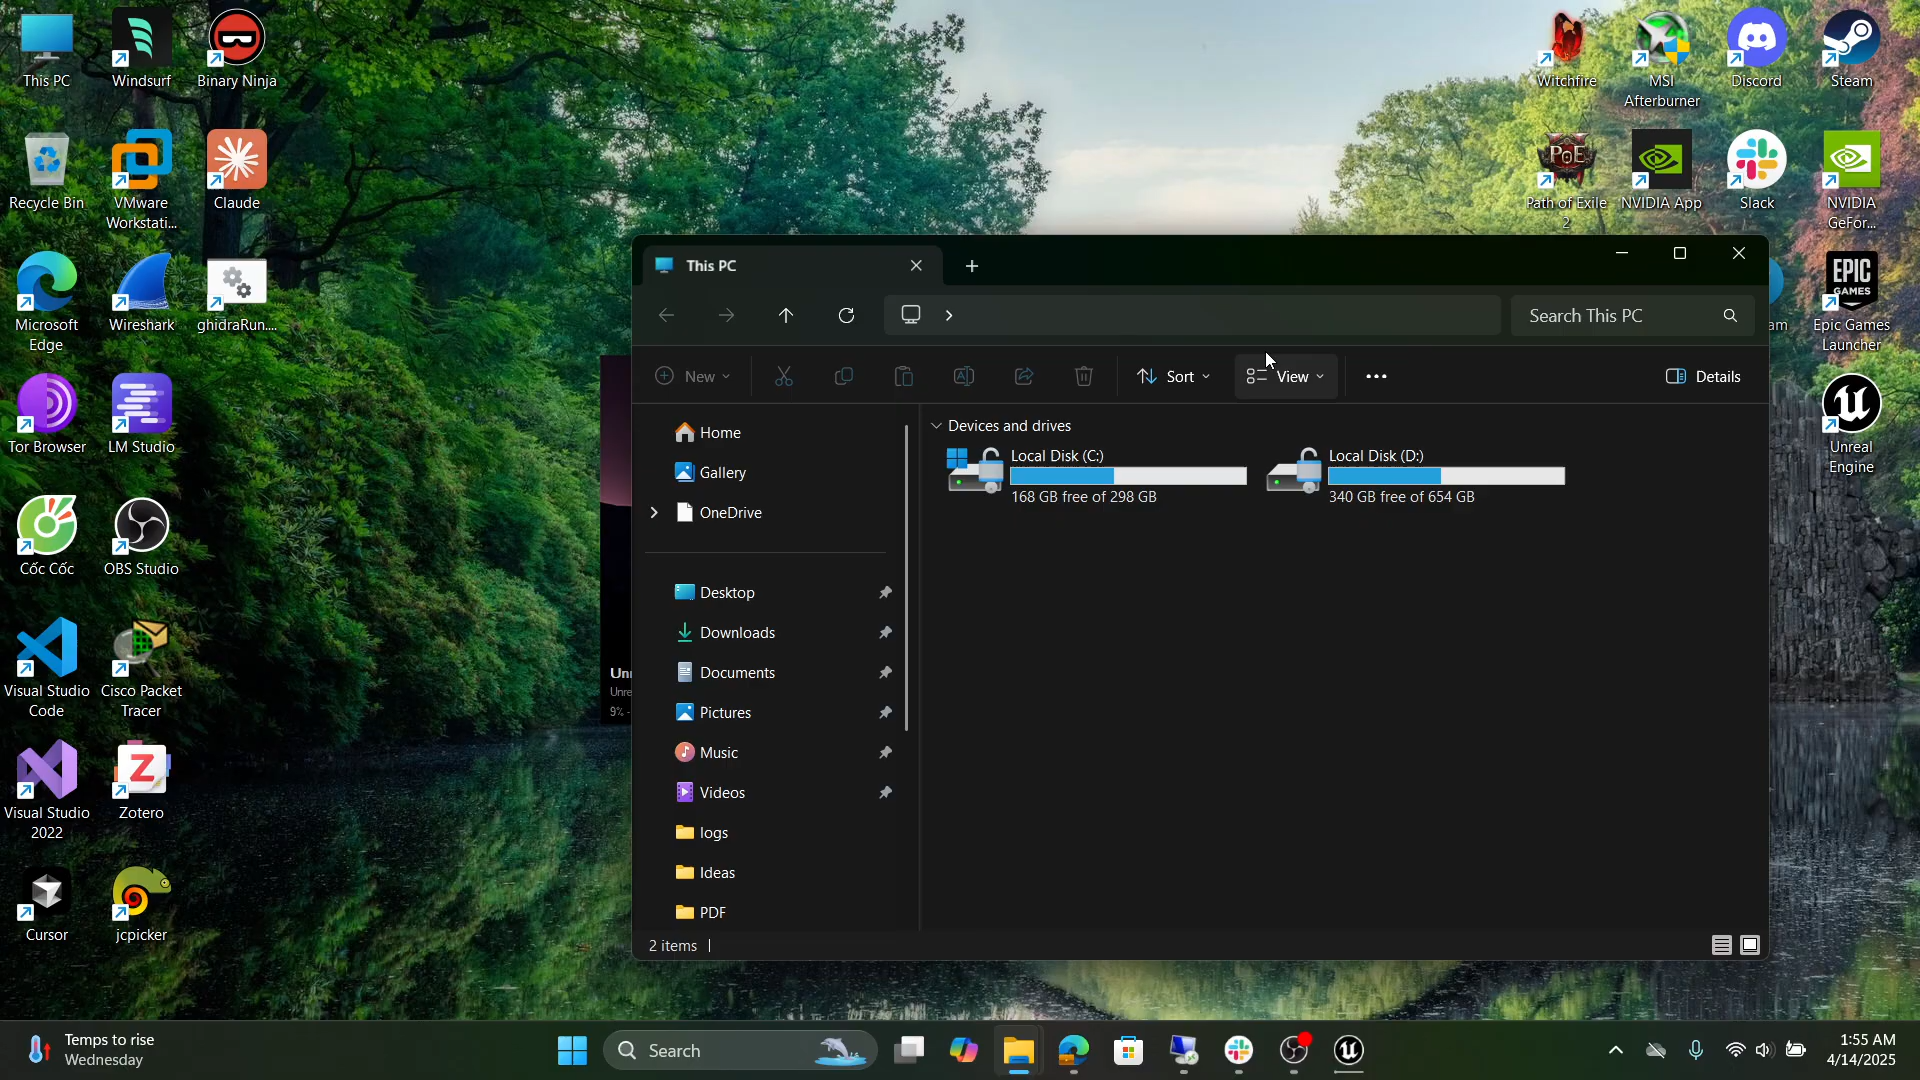 This PC
Windsurf
Binary Ninja
Recycle Bin
VMware
Workstati...
Claude
Microsoft
Edge
Wireshark
ghidraRun....
Tor Browser
LM Studio
Cốc Cốc
OBS Studio
Visual Studio
Code
Cisco Packet
Tracer
Visual Studio
2022
Zotero
Cursor
jcpicker
Witchfire
MSI
Afterburner
Discord
Steam
Path of Exile
2
NVIDIA App
Slack
NVIDIA
GeFor...
EPIC
GAMES
Epic Games
Launcher
Unreal
Engine
This PC
Search This PC
New
Sort
View
Details
Home
Gallery
OneDrive
Desktop
Downloads
Documents
Pictures
Music
Videos
logs
Ideas
PDF
Devices and drives
Local Disk (C:)
168 GB free of 298 GB
Local Disk (D:)
340 GB free of 654 GB
2 items
Temps to rise
Wednesday
Search
1:55 AM
4/14/2025